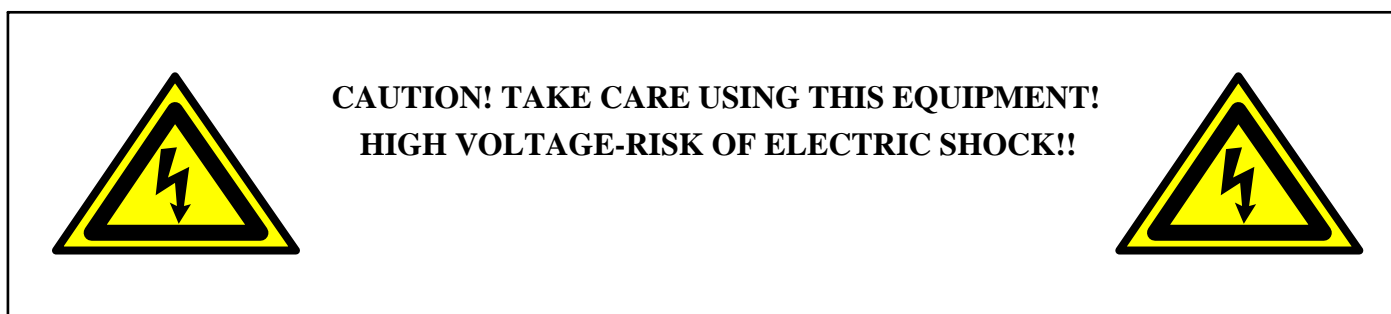 CAUTION! TAKE CARE USING THIS EQUIPMENT!
HIGH VOLTAGE-RISK OF ELECTRIC SHOCK!!